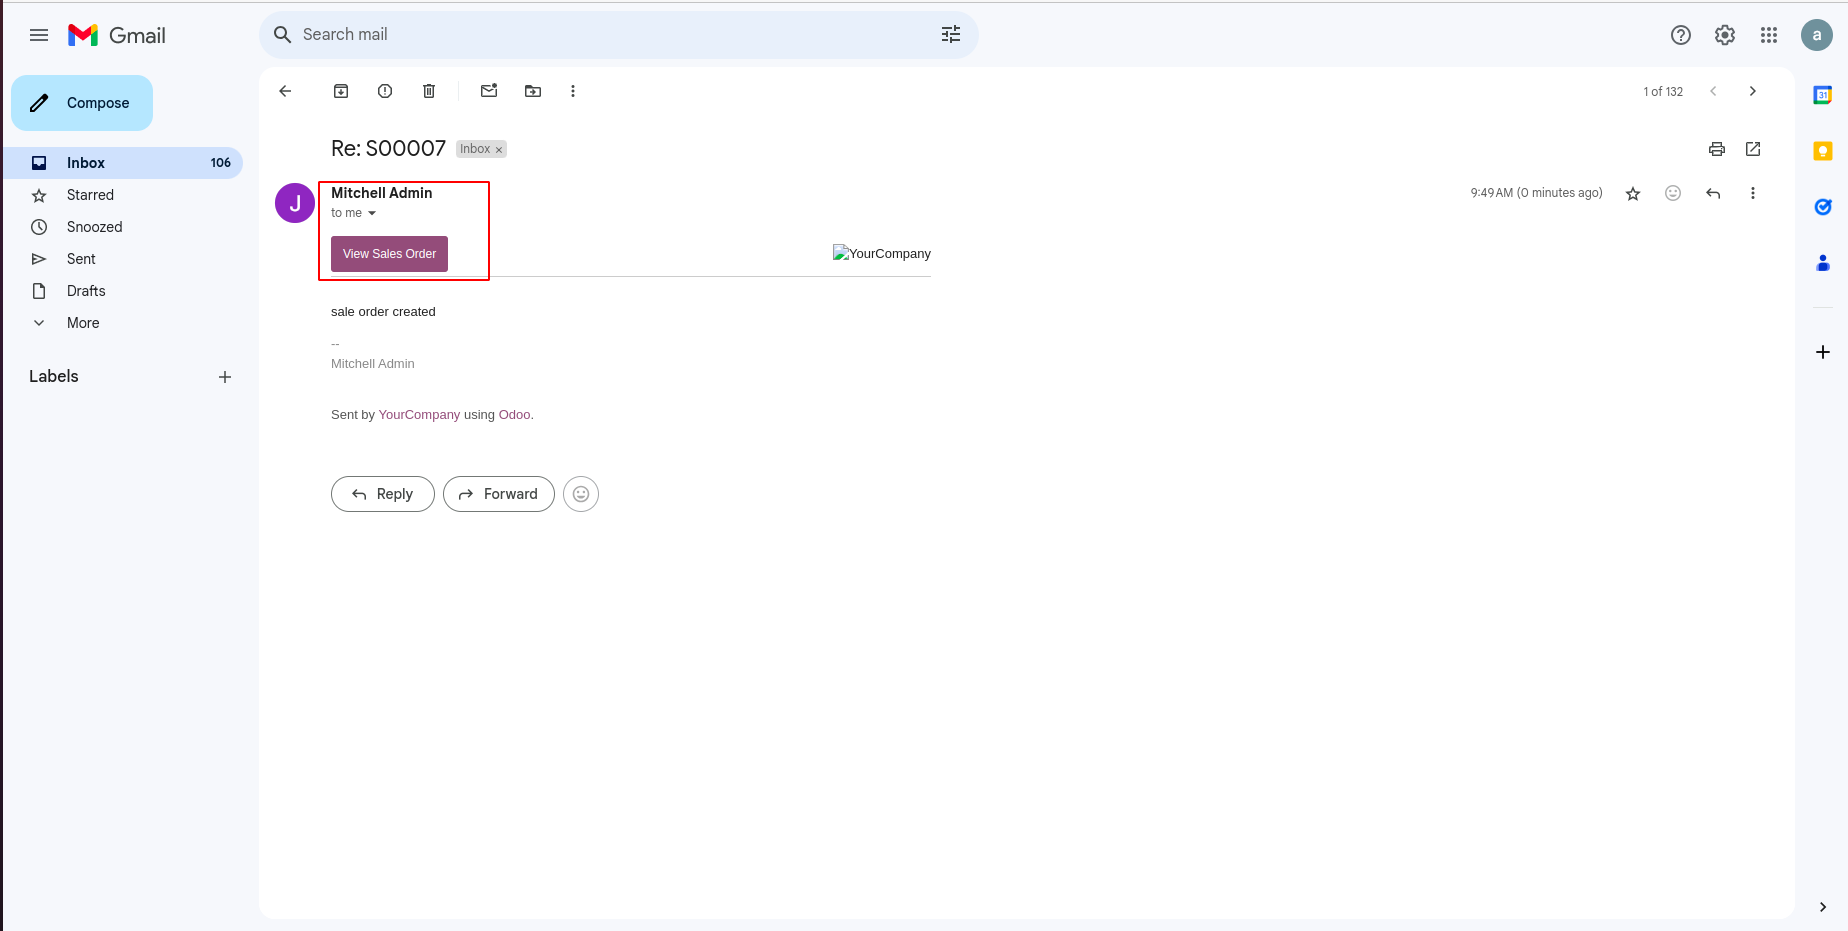 Gmail
Search mail
a
Compose
1 of 132
31
Inbox 106
Starred
Snoozed
Sent
Drafts
More
Labels
Re: S00007 Inbox ×
J
Mitchell Admin
9:49 AM (0 minutes ago)
to me
View Sales Order
YourCompany
sale order created
--
Mitchell Admin
Sent by YourCompany using Odoo.
Reply
Forward